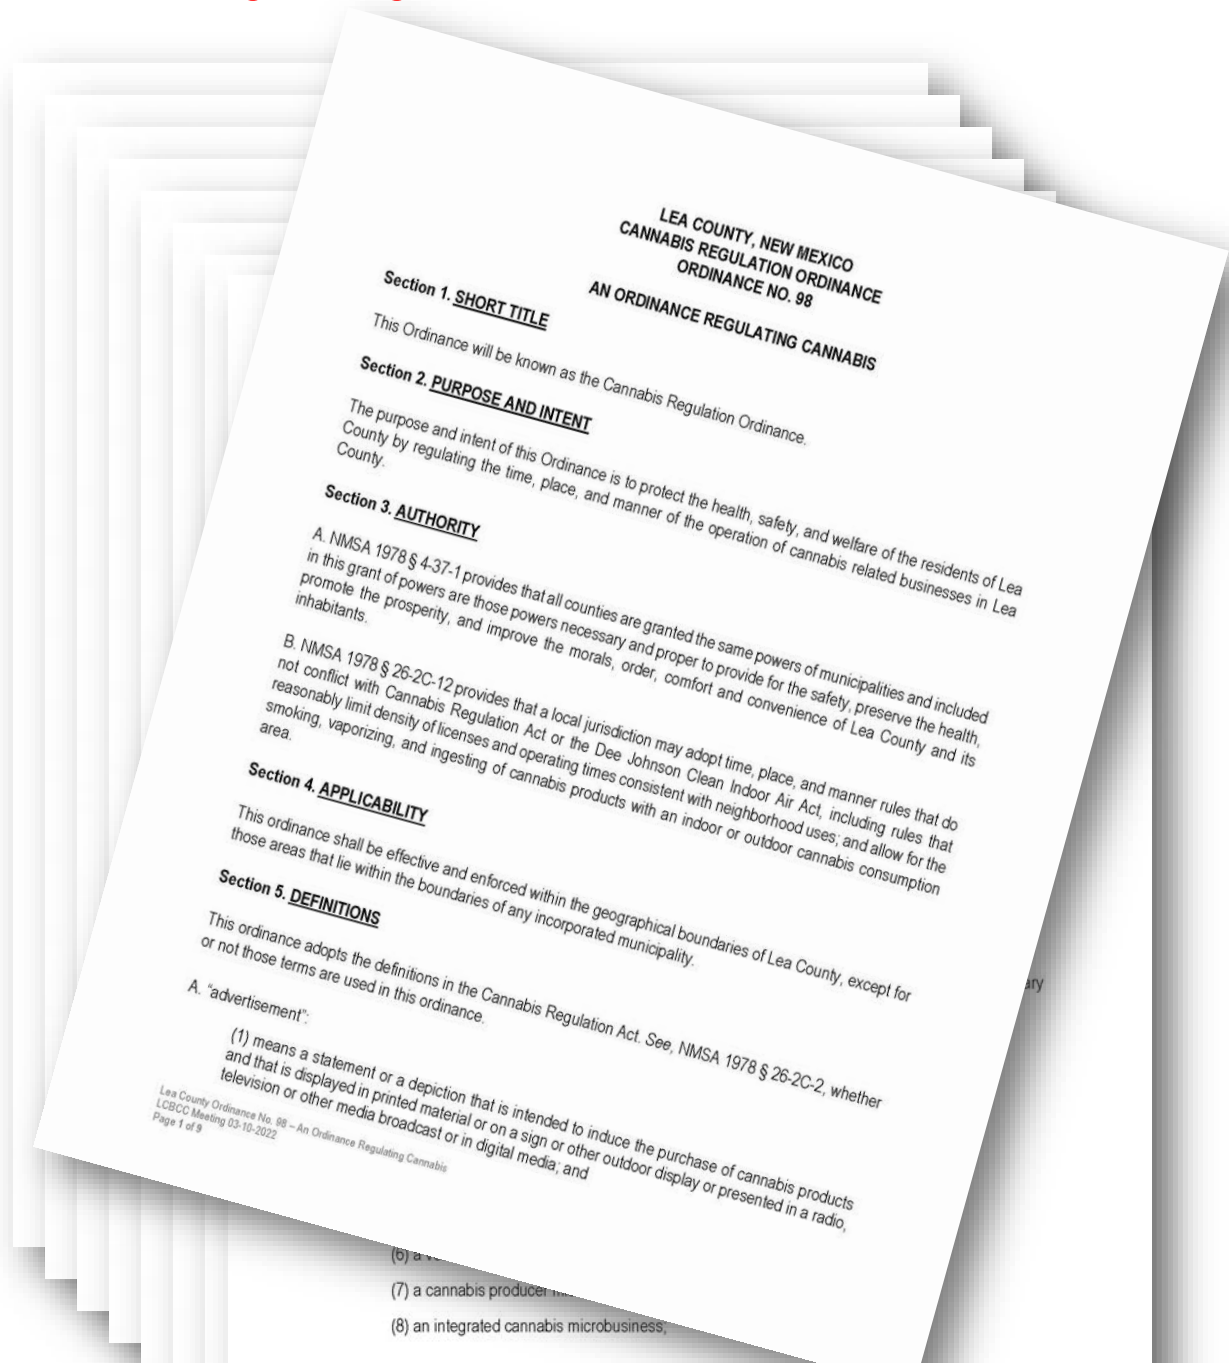 LEA COUNTY, NEW MEXICO
CANNABIS REGULATION ORDINANCE
ORDINANCE NO. 98
AN ORDINANCE REGULATING CANNABIS
Section 1. SHORT TITLE
This Ordinance will be known as the Cannabis Regulation Ordinance.
Section 2. PURPOSE AND INTENT
The purpose and intent of this Ordinance is to protect the health, safety, and welfare of the residents of Lea
County by regulating the time, place, and manner of the operation of cannabis related businesses in Lea
County.
Section 3. AUTHORITY
A. NMSA 1978 § 4-37-1 provides that all counties are granted the same powers of municipalities and included
in this grant of powers are those powers necessary and proper to provide for the safety, preserve the health,
promote the prosperity, and improve the morals, order, comfort and convenience of Lea County and its
inhabitants.
B. NMSA 1978 § 26-2C-12 provides that a local jurisdiction may adopt time, place, and manner rules that do
not conflict with Cannabis Regulation Act or the Dee Johnson Clean Indoor Air Act, including rules that
reasonably limit density of licenses and operating times consistent with neighborhood uses; and allow for the
smoking, vaporizing, and ingesting of cannabis products with an indoor or outdoor cannabis consumption
area.
Section 4. APPLICABILITY
This ordinance shall be effective and enforced within the geographical boundaries of Lea County, except for
those areas that lie within the boundaries of any incorporated municipality.
Section 5. DEFINITIONS
This ordinance adopts the definitions in the Cannabis Regulation Act. See, NMSA 1978 § 26-2C-2, whether
or not those terms are used in this ordinance.
A. “advertisement”:
(1) means a statement or a depiction that is intended to induce the purchase of cannabis products
and that is displayed in printed material or on a sign or other outdoor display or presented in a radio,
television or other media broadcast or in digital media; and
Lea County Ordinance No. 98 – An Ordinance Regulating Cannabis
LCBCC Meeting 03-10-2022
Page 1 of 9
(6) a
(7) a cannabis producer
(8) an integrated cannabis microbusiness;